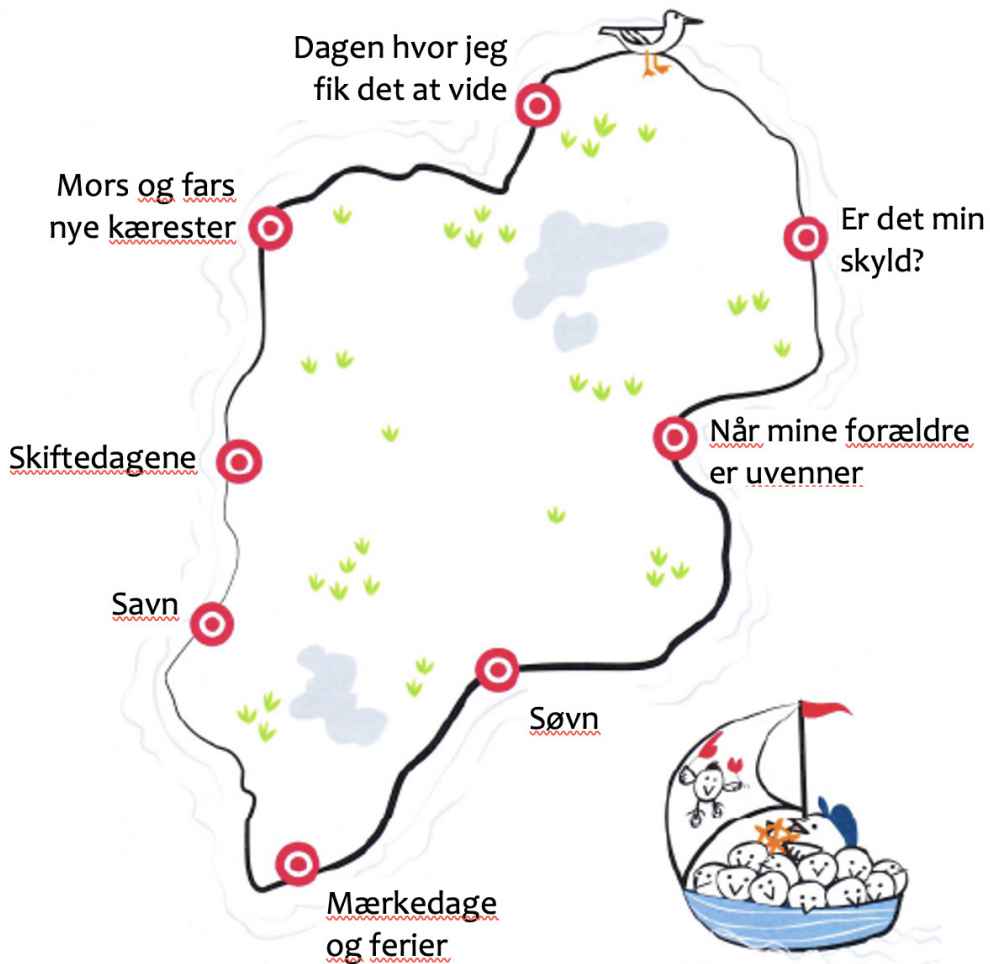 Dagen hvor jeg
fik det at vide
Mors og fars
nye kærester
Er det min
skyld?
Skiftedagene
Når mine forældre
er uvenner
Savn
Søvn
Mærkedage
og ferier